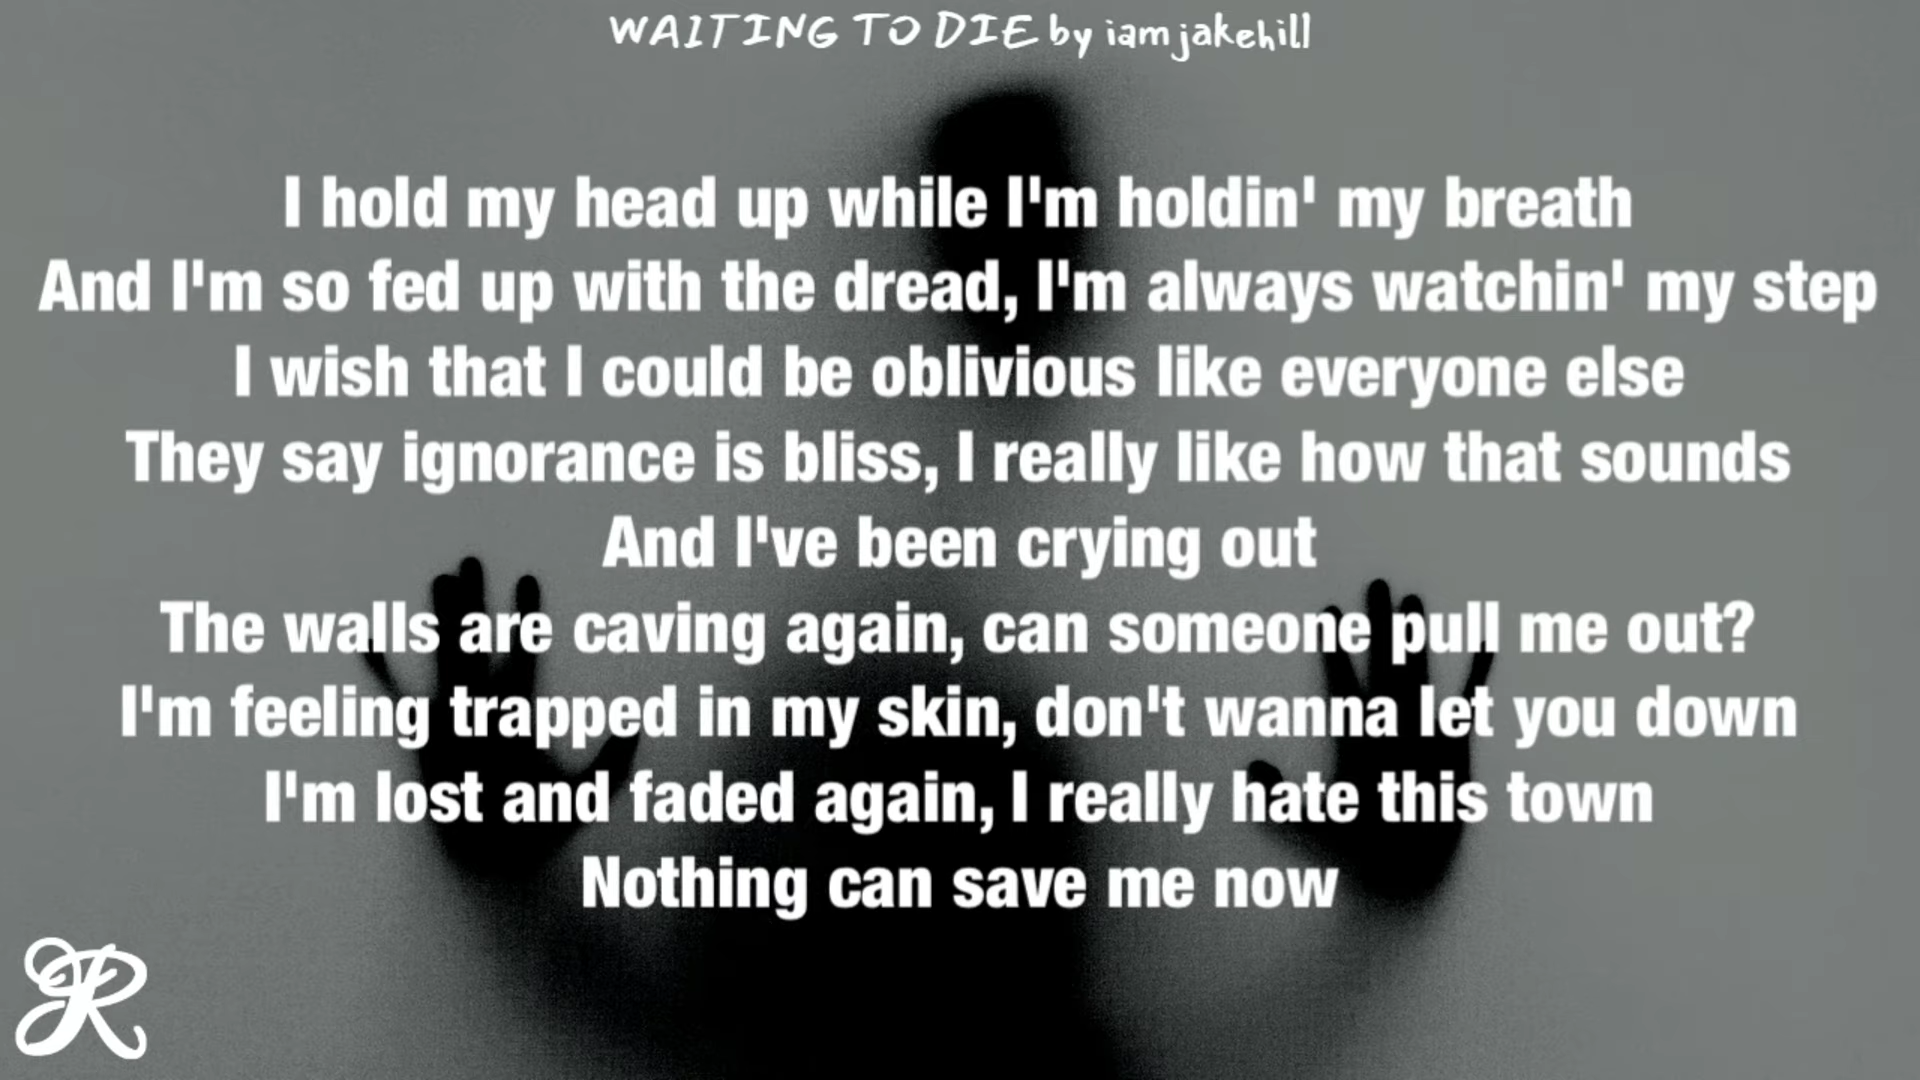 WAITING TO DIE by iamjakehill
I hold my head up while I'm holdin' my breath
And I'm so fed up with the dread, I'm always watchin' my step
I wish that I could be oblivious like everyone else
They say ignorance is bliss, I really like how that sounds
And I've been crying out
The walls are caving again, can someone pull me out?
I'm feeling trapped in my skin, don't wanna let you down
I'm lost and faded again, I really hate this town
Nothing can save me now
R